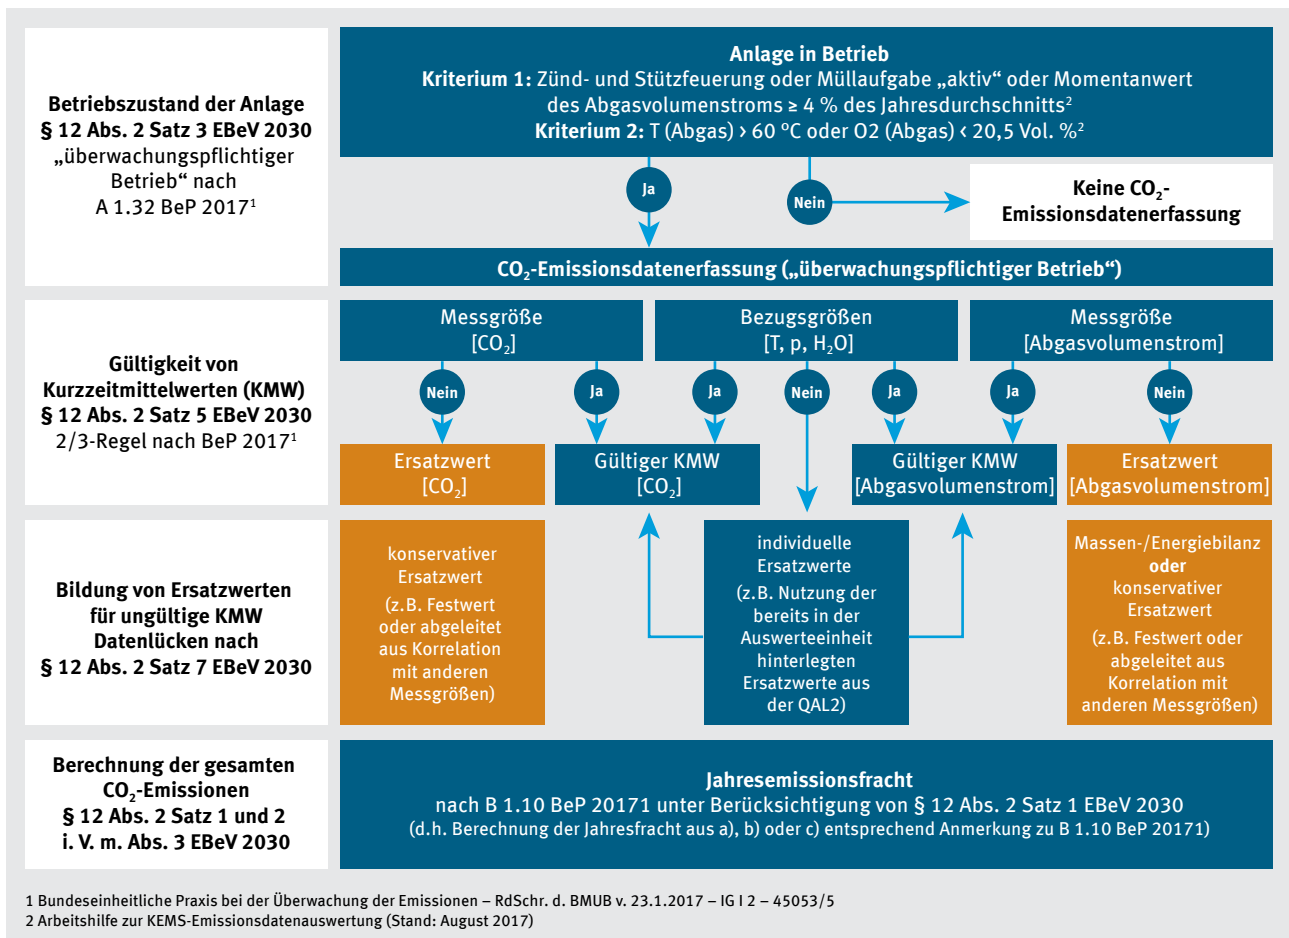 Betriebszustand der Anlage
§ 12 Abs. 2 Satz 3 EBeV 2030
„überwachungspflichtiger
Betrieb“ nach
A 1.32 BeP 2017¹
Anlage in Betrieb
Kriterium 1: Zünd- und Stützfeuerung oder Müllaufgabe „aktiv“ oder Momentanwert
des Abgasvolumenstroms ≥ 4 % des Jahresdurchschnitts²
Kriterium 2: T (Abgas) > 60 °C oder O2 (Abgas) < 20,5 Vol. %²
Ja
Nein
Keine CO₂-
Emissionsdatenerfassung
CO₂-Emissionsdatenerfassung („überwachungspflichtiger Betrieb“)
Gültigkeit von
Kurzzeitmittelwerten (KMW)
§ 12 Abs. 2 Satz 5 EBeV 2030
2/3-Regel nach BeP 2017¹
Messgröße
[CO₂]
Bezugsgrößen
[T, p, H₂O]
Messgröße
[Abgasvolumenstrom]
Nein
Ja
Ja
Nein
Ja
Ja
Nein
Ersatzwert
[CO₂]
Gültiger KMW
[CO₂]
Gültiger KMW
[Abgasvolumenstrom]
Ersatzwert
[Abgasvolumenstrom]
Bildung von Ersatzwerten
für ungültige KMW
Datenlücken nach
§ 12 Abs. 2 Satz 7 EBeV 2030
konservativer
Ersatzwert
(z.B. Festwert
oder abgeleitet
aus Korrelation
mit anderen
Messgrößen)
individuelle
Ersatzwerte
(z.B. Nutzung der
bereits in der
Auswerteeinheit
hinterlegten
Ersatzwerte aus
der QAL2)
Massen-/Energiebilanz
oder
konservativer
Ersatzwert
(z.B. Festwert oder
abgeleitet aus
Korrelation mit
anderen Messgrößen)
Berechnung der gesamten
CO₂-Emissionen
§ 12 Abs. 2 Satz 1 und 2
i. V. m. Abs. 3 EBeV 2030
Jahresemissionsfracht
nach B 1.10 BeP 20171 unter Berücksichtigung von § 12 Abs. 2 Satz 1 EBeV 2030
(d.h. Berechnung der Jahresfracht aus a), b) oder c) entsprechend Anmerkung zu B 1.10 BeP 20171)
1 Bundeseinheitliche Praxis bei der Überwachung der Emissionen – RdSchr. d. BMUB v. 23.1.2017 – IG I 2 – 45053/5
2 Arbeitshilfe zur KEMS-Emissionsdatenauswertung (Stand: August 2017)